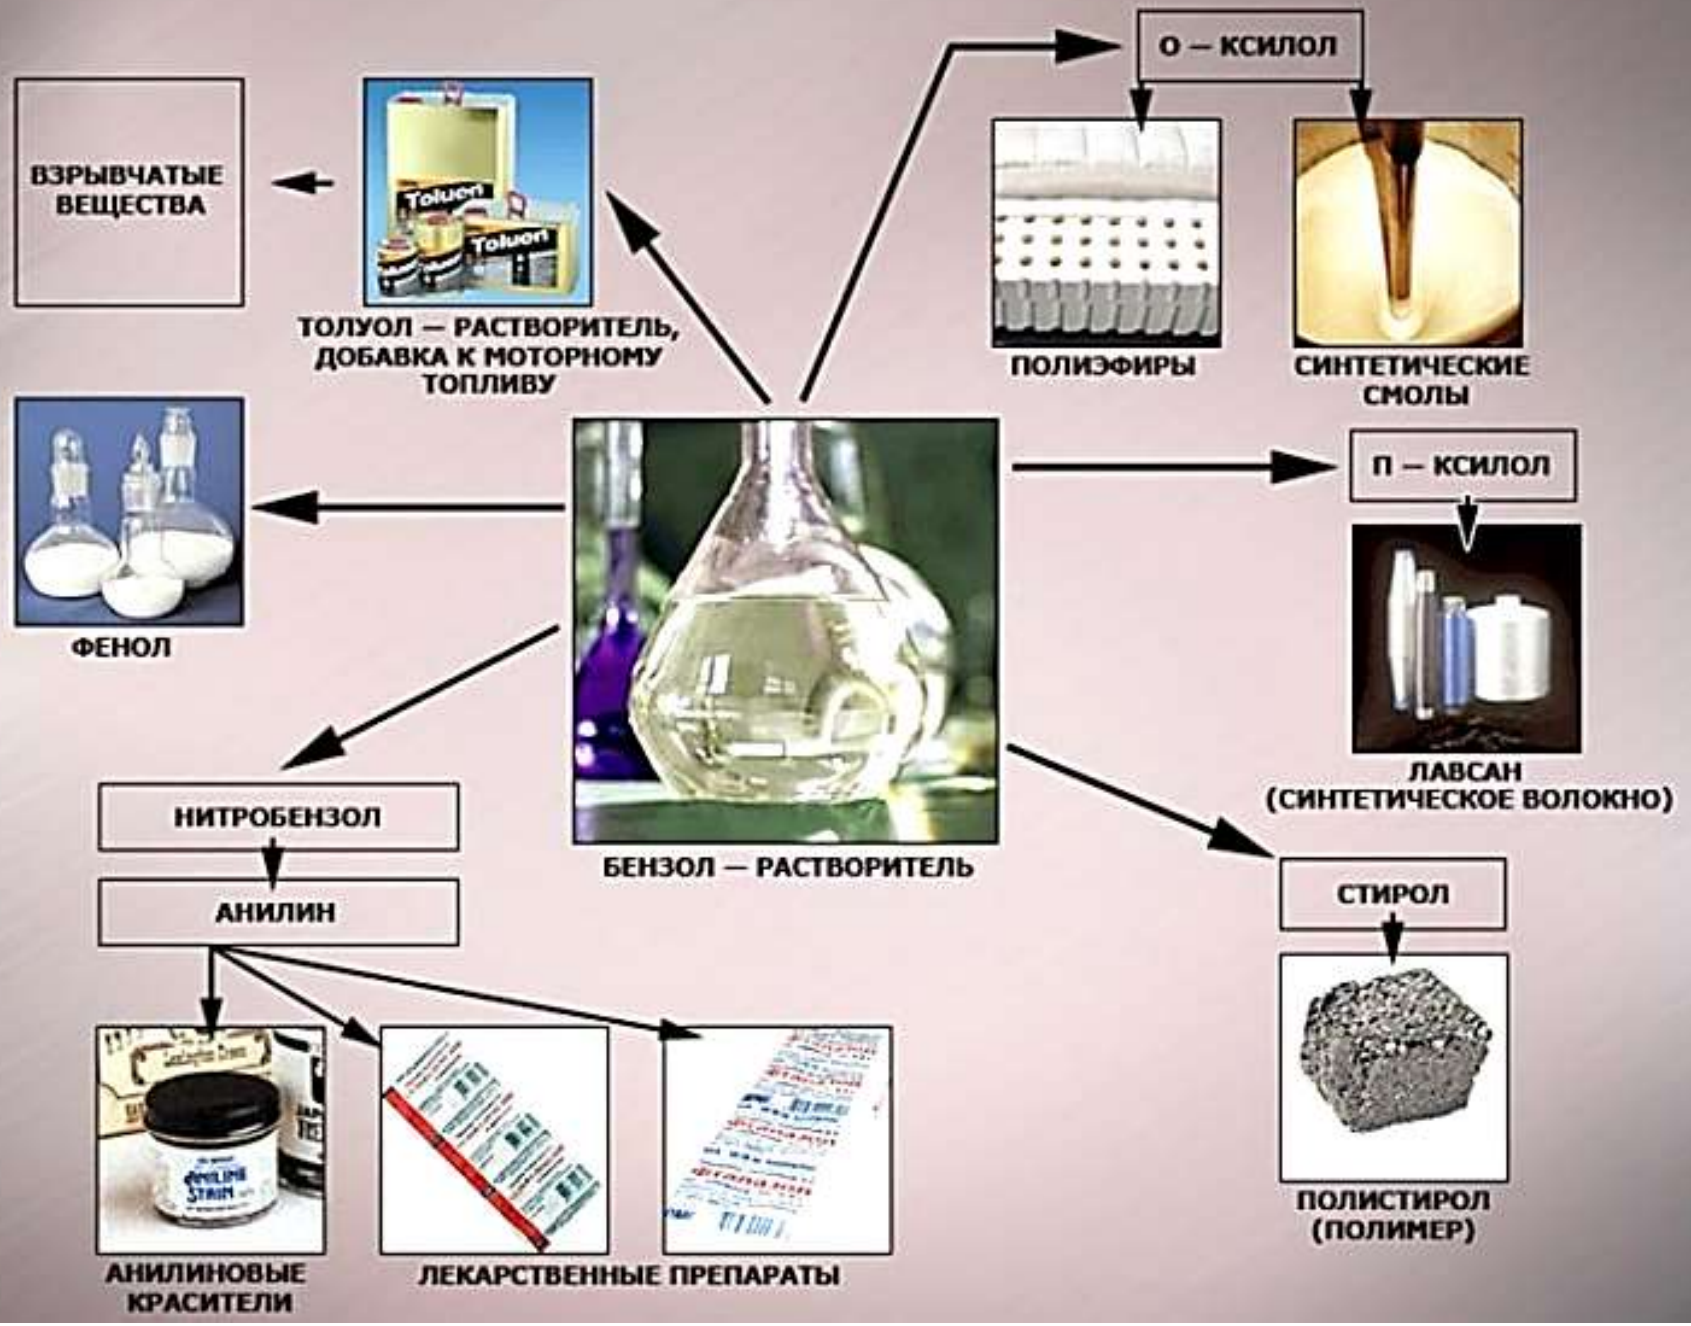 О — КСИЛОЛ
ВЗРЫВЧАТЫЕ
ВЕЩЕСТВА
Toluen
Toluen
ТОЛУОЛ — РАСТВОРИТЕЛЬ,
ДОБАВКА К МОТОРНОМУ
ТОПЛИВУ
ПОЛИЭФИРЫ
СИНТЕТИЧЕСКИЕ
СМОЛЫ
П — КСИЛОЛ
ФЕНОЛ
ЛАВСАН
(СИНТЕТИЧЕСКОЕ ВОЛОКНО)
НИТРОБЕНЗОЛ
БЕНЗОЛ — РАСТВОРИТЕЛЬ
АНИЛИН
СТИРОЛ
ANILINE
STAIN
ПОЛИСТИРОЛ
(ПОЛИМЕР)
АНИЛИНОВЫЕ
КРАСИТЕЛИ
ЛЕКАРСТВЕННЫЕ ПРЕПАРАТЫ